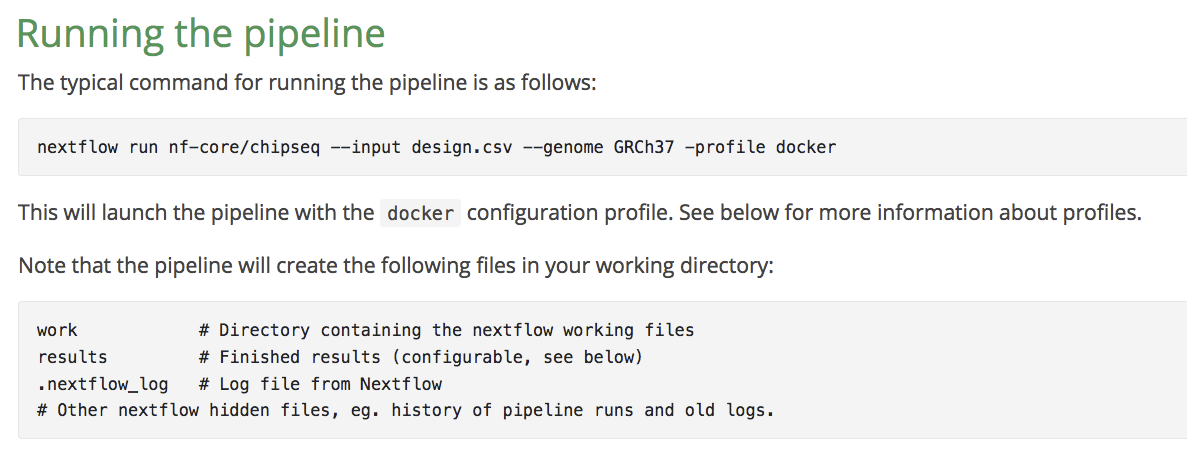 Running the pipeline
The typical command for running the pipeline is as follows:
nextflow run nf-core/chipseq --input design.csv --genome GRCh37 -profile docker
This will launch the pipeline with the docker configuration profile. See below for more information about profiles.
Note that the pipeline will create the following files in your working directory:
work            # Directory containing the nextflow working files
results         # Finished results (configurable, see below)
.nextflow_log   # Log file from Nextflow
# Other nextflow hidden files, eg. history of pipeline runs and old logs.